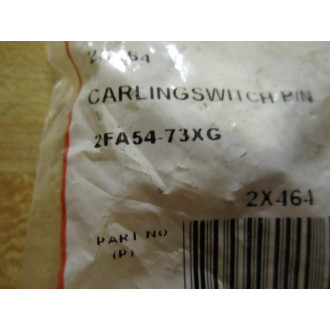 CARLINGSWITCH P/N
2FA54-73XG
2X464
PART NO
(P)